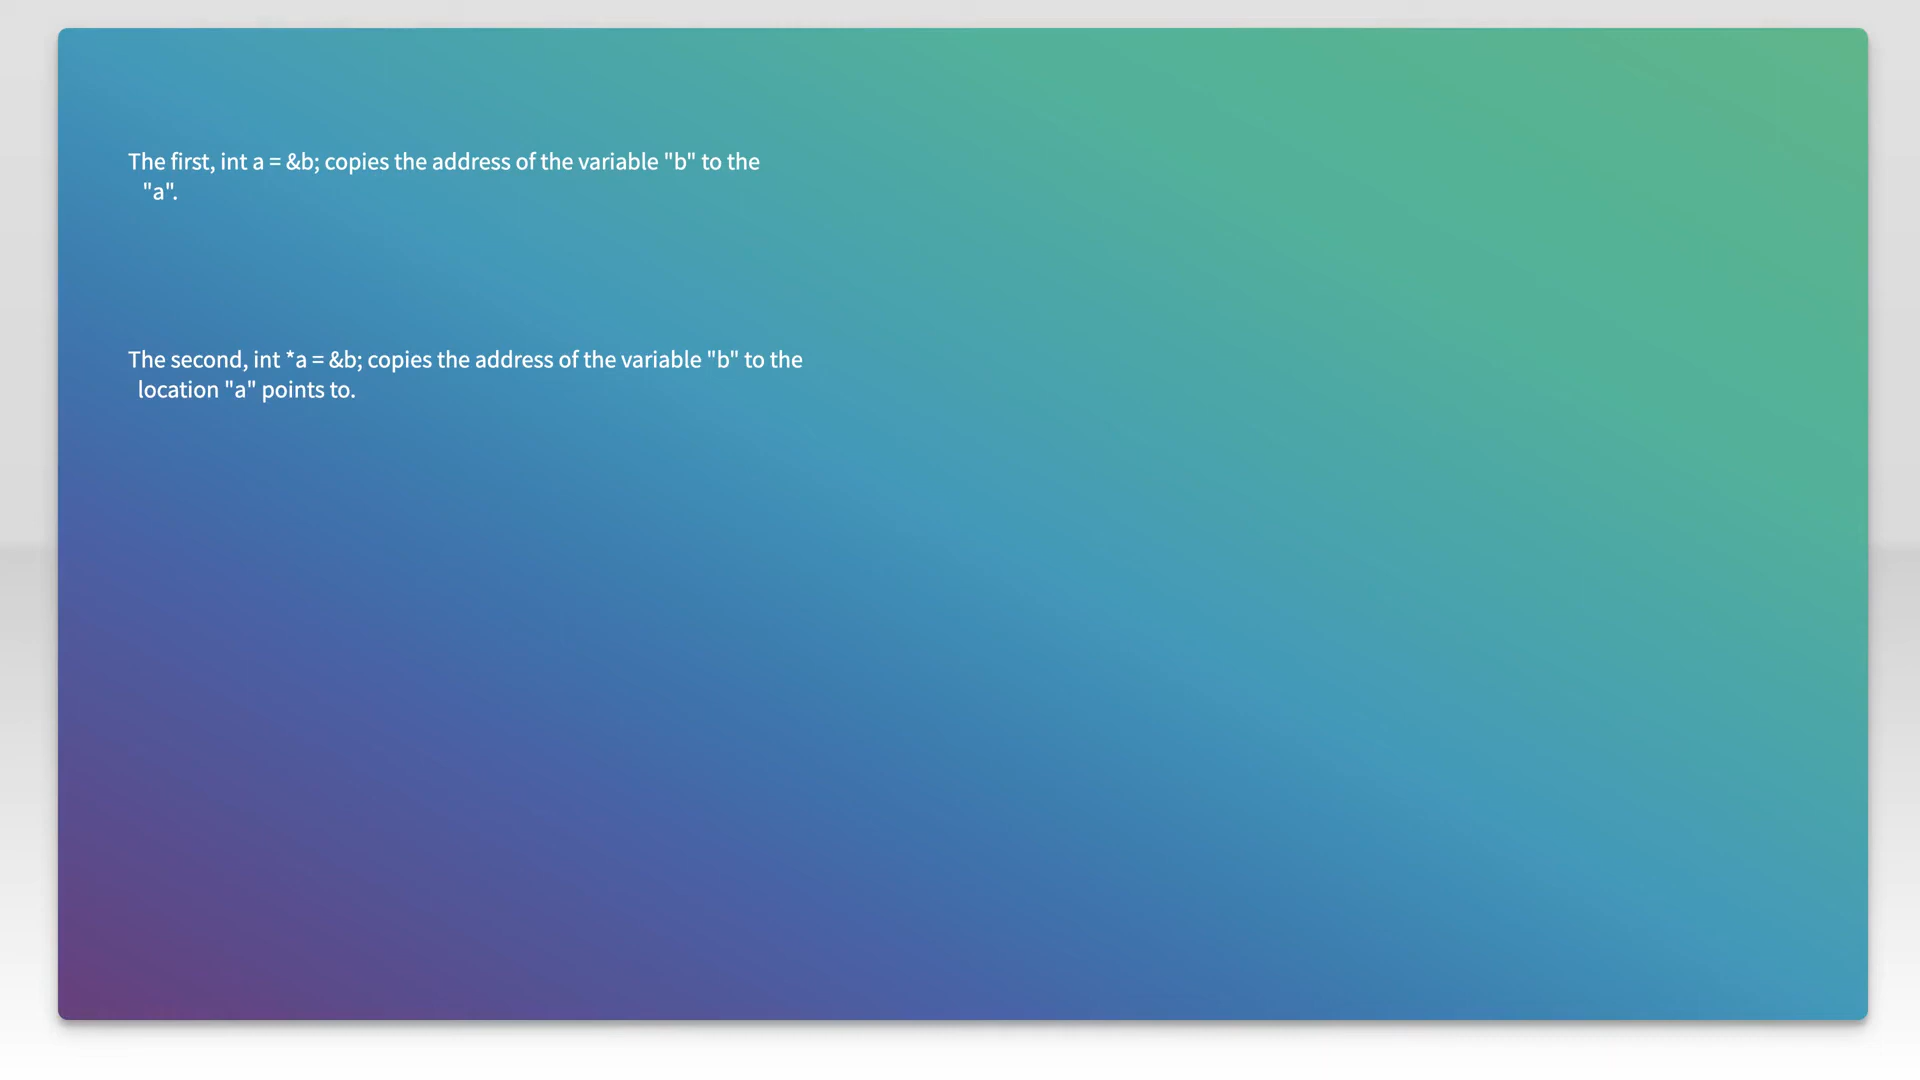 The first, int a = &b; copies the address of the variable "b" to the
"a".
The second, int *a = &b; copies the address of the variable "b" to the
location "a" points to.